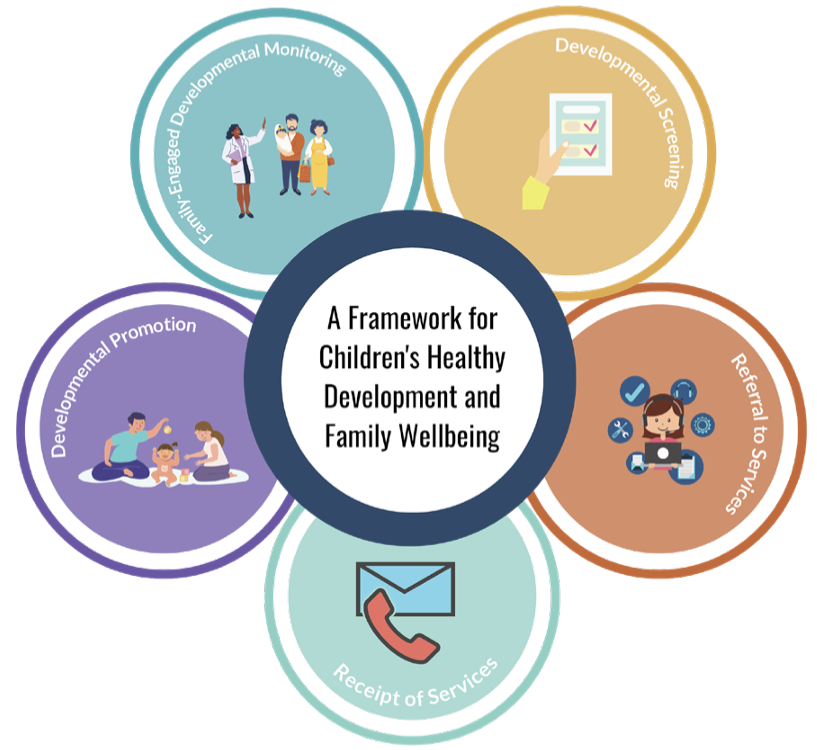 Family-Engaged Developmental Monitoring
Developmental Screening
Developmental Promotion
A Framework for
Children's Healthy
Development and
Family Wellbeing
Referral to Services
Receipt of Services